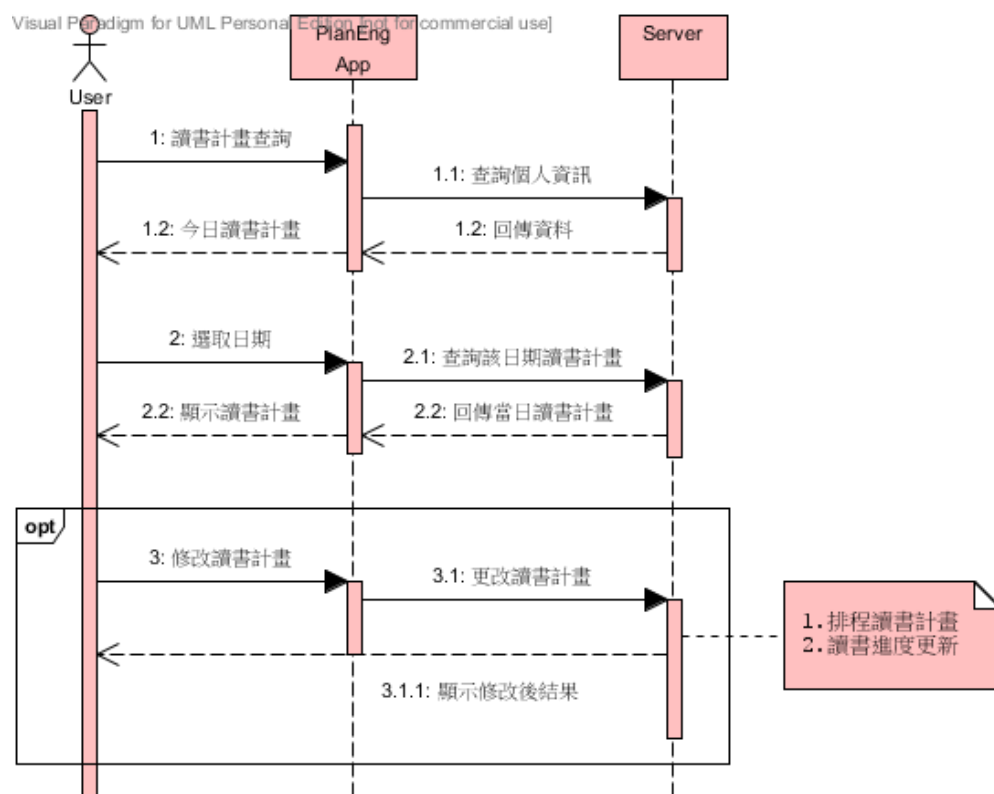 Visual Paradigm for UML Personal Edition [not for commercial use]
PlanEng
App
Server
User
1: 讀書計畫查詢
1.1: 查詢個人資訊
1.2: 今日讀書計畫
1.2: 回傳資料
2: 選取日期
2.1: 查詢該日期讀書計畫
2.2: 顯示讀書計畫
2.2: 回傳當日讀書計畫
opt
3: 修改讀書計畫
3.1: 更改讀書計畫
1.排程讀書計畫
2.讀書進度更新
3.1.1: 顯示修改後結果